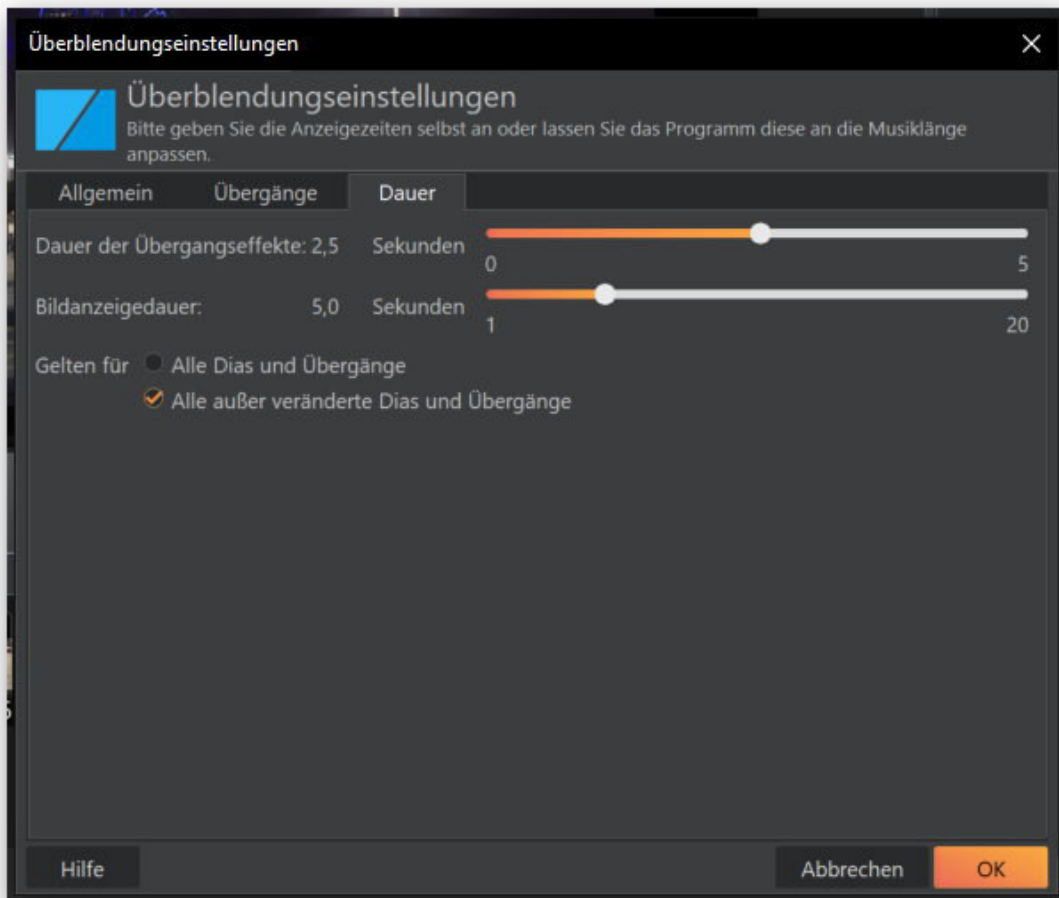 Überblendungseinstellungen
Überblendungseinstellungen
Bitte geben Sie die Anzeigezeiten selbst an oder lassen Sie das Programm diese an die Musiklänge
anpassen.
Allgemein Übergänge Dauer
Dauer der Übergangseffekte: 2,5 Sekunden
0 5
Bildanzeigedauer: 5,0 Sekunden
1 20
Gelten für Alle Dias und Übergänge
Alle außer veränderte Dias und Übergänge
Hilfe Abbrechen OK